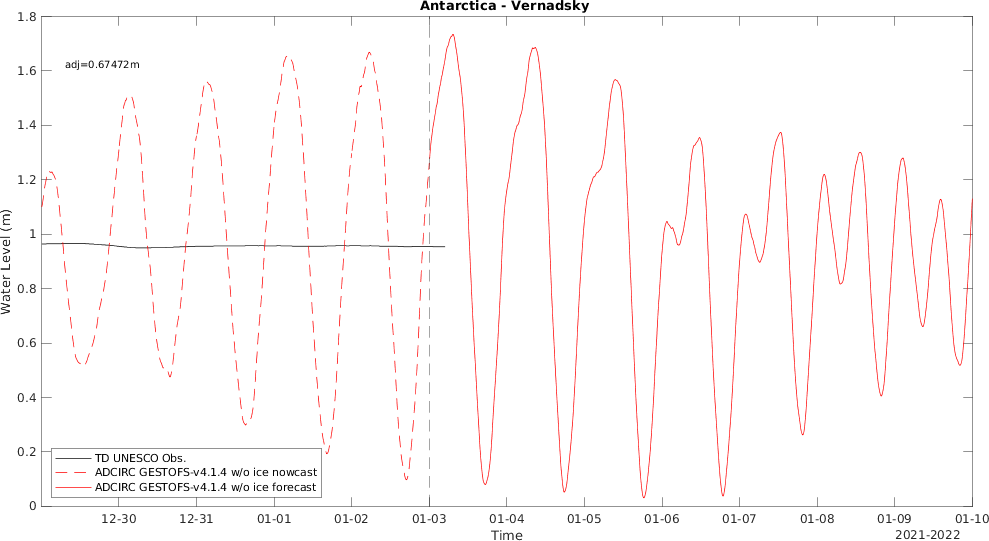 Antarctica - Vernadsky
1.8
1.6
1.4
1.2
1
0.8
0.6
0.4
0.2
0
Water Level (m)
adj=0.67472m
TD UNESCO Obs.
ADCIRC GESTOFS-v4.1.4 w/o ice nowcast
ADCIRC GESTOFS-v4.1.4 w/o ice forecast
12-30 12-31 01-01 01-02 01-03 01-04 01-05 01-06 01-07 01-08 01-09 01-10
Time
2021-2022